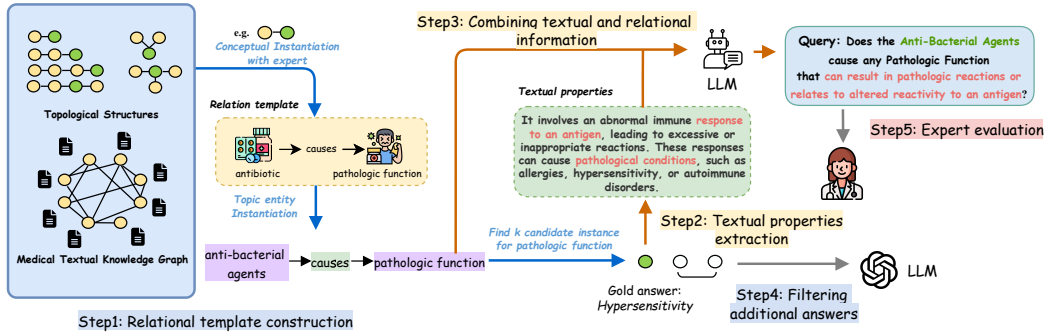 Topological Structures
Medical Textual Knowledge Graph
Step1: Relational template construction
e.g.
Conceptual Instantiation
with expert
Relation template
antibiotic
causes
pathologic function
Topic entity
Instantiation
anti-bacterial
agents
causes
pathologic function
Find k candidate instance
for pathologic function
Gold answer:
Hypersensitivity
Step2: Textual properties
extraction
Textual properties
It involves an abnormal immune response
to an antigen, leading to excessive or
inappropriate reactions. These responses
can cause pathological conditions, such as
allergies, hypersensitivity, or autoimmune
disorders.
Step3: Combining textual and relational
information
LLM
Query: Does the Anti-Bacterial Agents
cause any Pathologic Function
that can result in pathologic reactions or
relates to altered reactivity to an antigen?
Step5: Expert evaluation
Step4: Filtering
additional answers
LLM